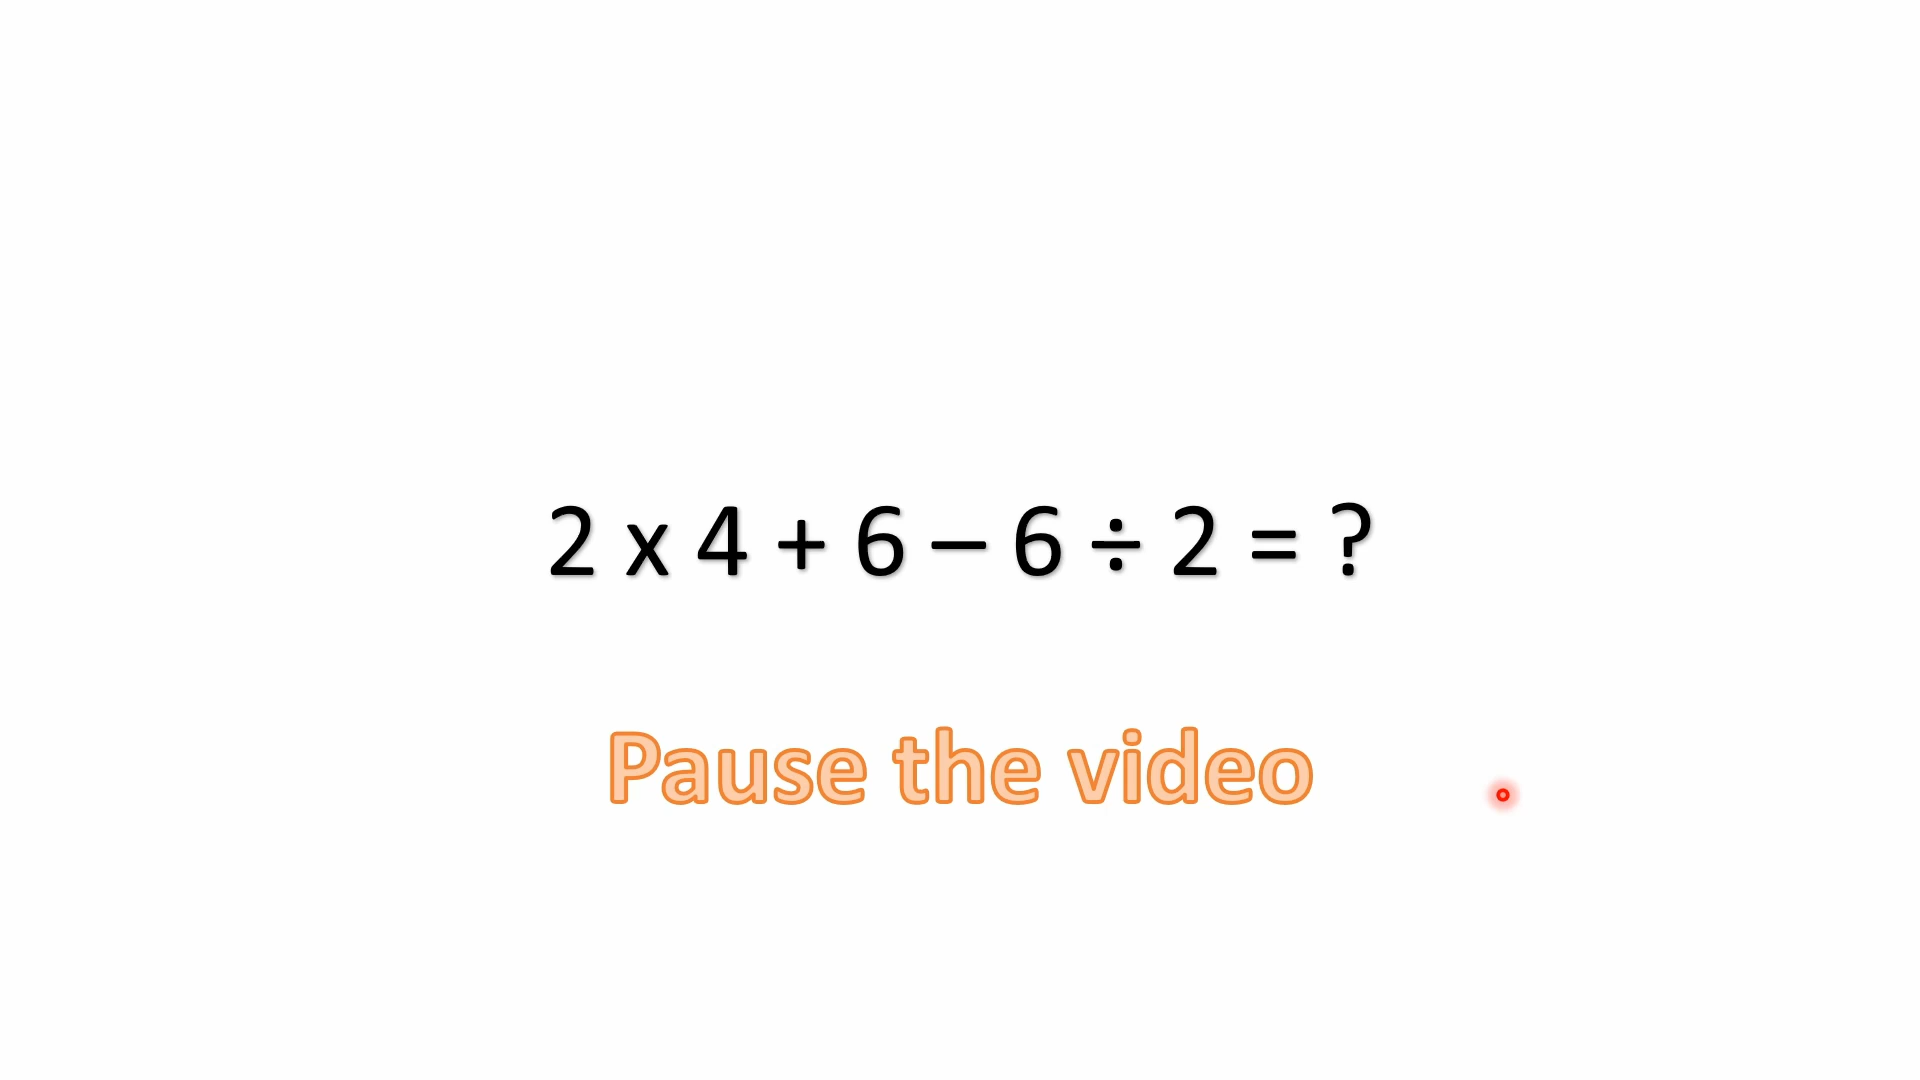 2 x 4 + 6 – 6 ÷ 2 = ?
Pause the video